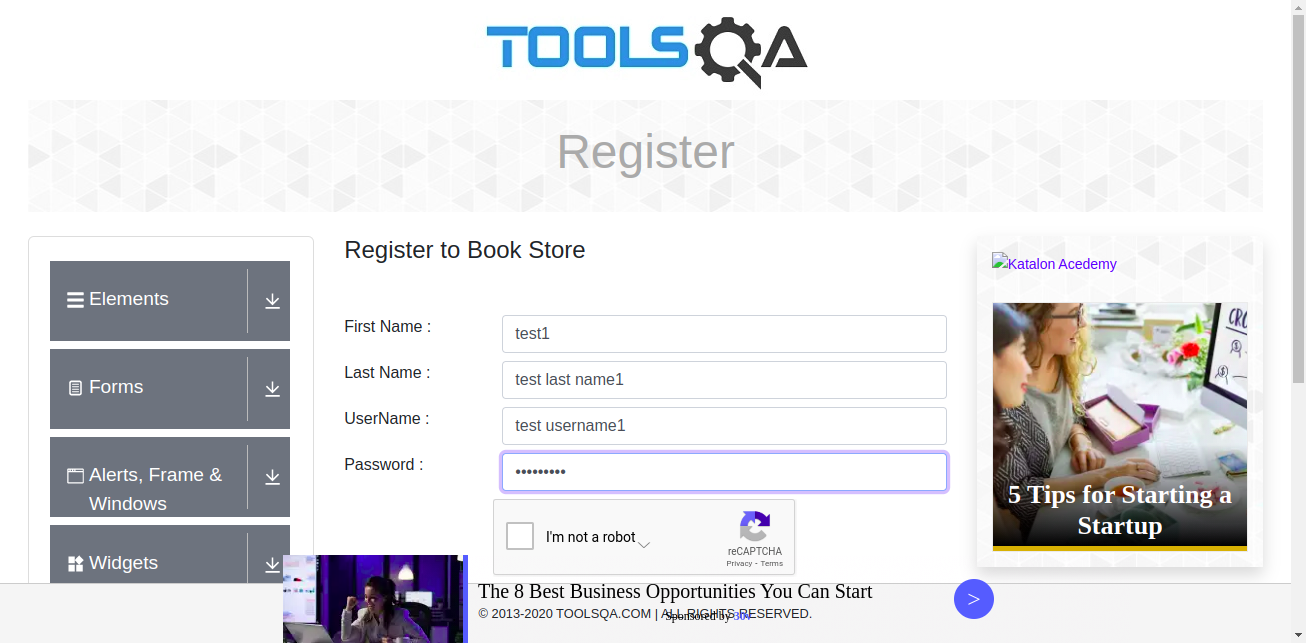 TOOLSQA
Register
Register to Book Store
First Name :
test1
Last Name :
test last name1
UserName :
test username1
Password :
•••••••••
I'm not a robot
reCAPTCHA
Privacy - Terms
Elements
Forms
Alerts, Frame &
Windows
Widgets
Katalon Acedemy
5 Tips for Starting a
Startup
The 8 Best Business Opportunities You Can Start
© 2013-2020 TOOLSQA.COM | ALL RIGHTS RESERVED.
Sponsored by
>